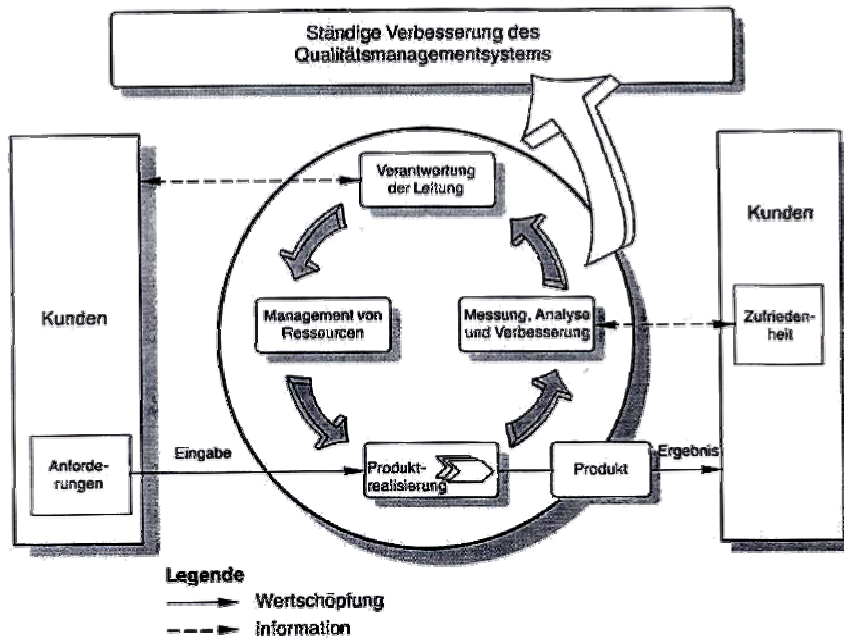 Ständige Verbesserung des
Qualitätsmanagementsystems
Verantwortung
der Leitung
Kunden
Kunden
Management von
Ressourcen
Messung, Analyse
und Verbesserung
Zufrieden-
heit
Anforde-
rungen
Eingabe
Produkt-
realisierung
Produkt
Ergebnis
Legende
Wertschöpfung
Information